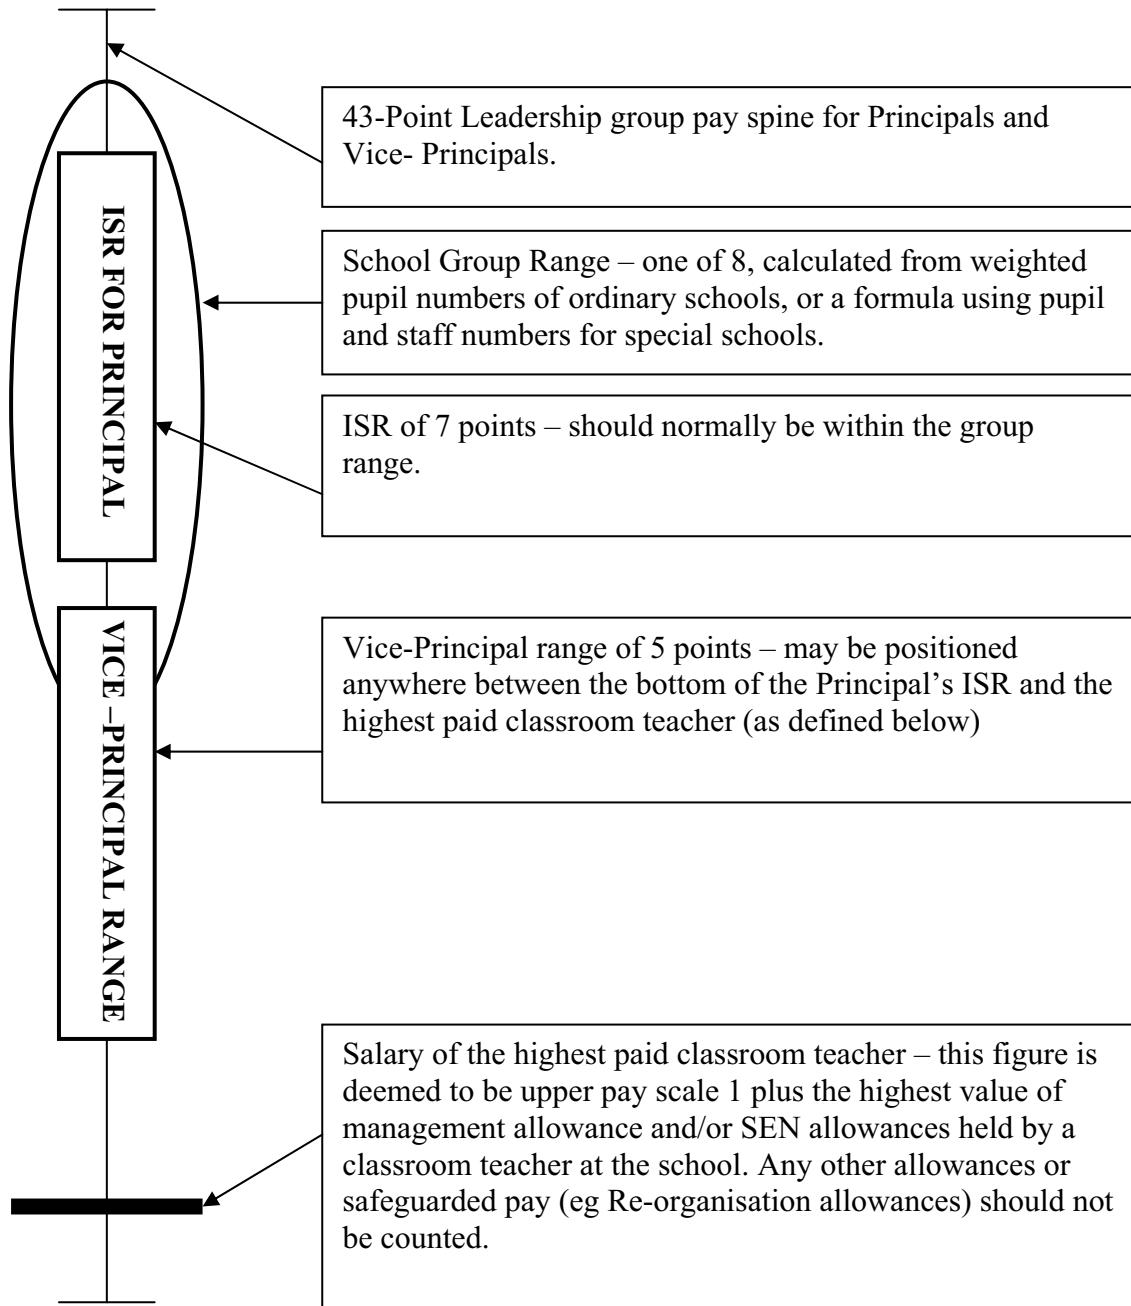 43-Point Leadership group pay spine for Principals and
Vice- Principals.
ISR FOR PRINCIPAL
School Group Range – one of 8, calculated from weighted
pupil numbers of ordinary schools, or a formula using pupil
and staff numbers for special schools.
ISR of 7 points – should normally be within the group
range.
VICE –PRINCIPAL RANGE
Vice-Principal range of 5 points – may be positioned
anywhere between the bottom of the Principal’s ISR and the
highest paid classroom teacher (as defined below)
Salary of the highest paid classroom teacher – this figure is
deemed to be upper pay scale 1 plus the highest value of
management allowance and/or SEN allowances held by a
classroom teacher at the school. Any other allowances or
safeguarded pay (eg Re-organisation allowances) should not
be counted.